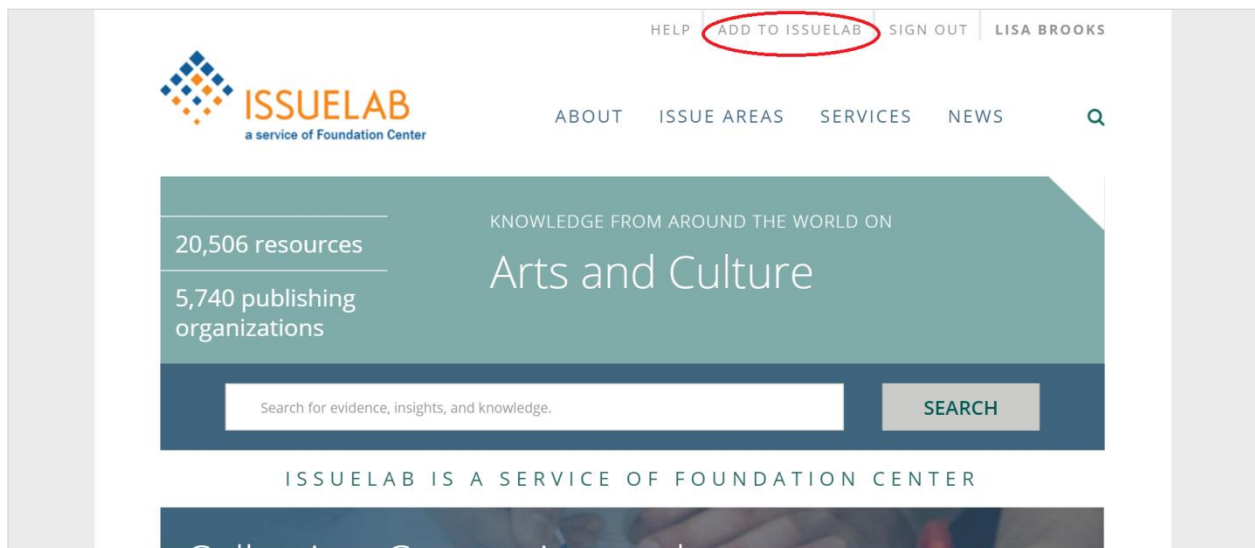 HELP ADD TO ISSUELAB SIGN OUT LISA BROOKS
ISSUELAB
a service of Foundation Center
ABOUT ISSUE AREAS SERVICES NEWS
20,506 resources
5,740 publishing
organizations
KNOWLEDGE FROM AROUND THE WORLD ON
Arts and Culture
Search for evidence, insights, and knowledge.
SEARCH
ISSUELAB IS A SERVICE OF FOUNDATION CENTER